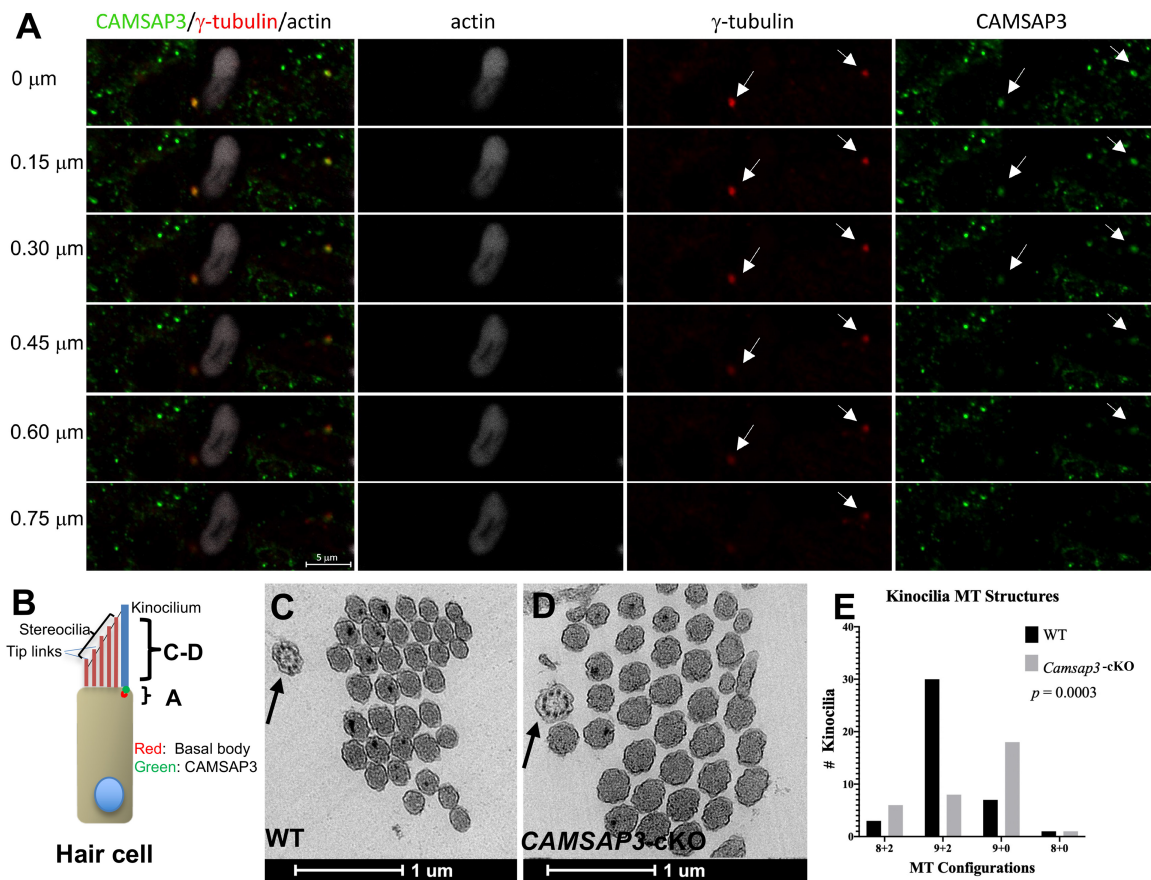 A
CAMSAP3/γ-tubulin/actin
actin
γ-tubulin
CAMSAP3
0 μm
0.15 μm
0.30 μm
0.45 μm
0.60 μm
0.75 μm
5 μm
B
Kinocilium
Stereocilia
Tip links
C-D
A
Red: Basal body
Green: CAMSAP3
Hair cell
C
WT
1 um
D
CAMSAP3-cKO
1 um
E
Kinocilia MT Structures
WT
Camsap3-cKO
p = 0.0003
# Kinocilia
40
30
20
10
0
8+2 9+2 9+0 8+0
MT Configurations